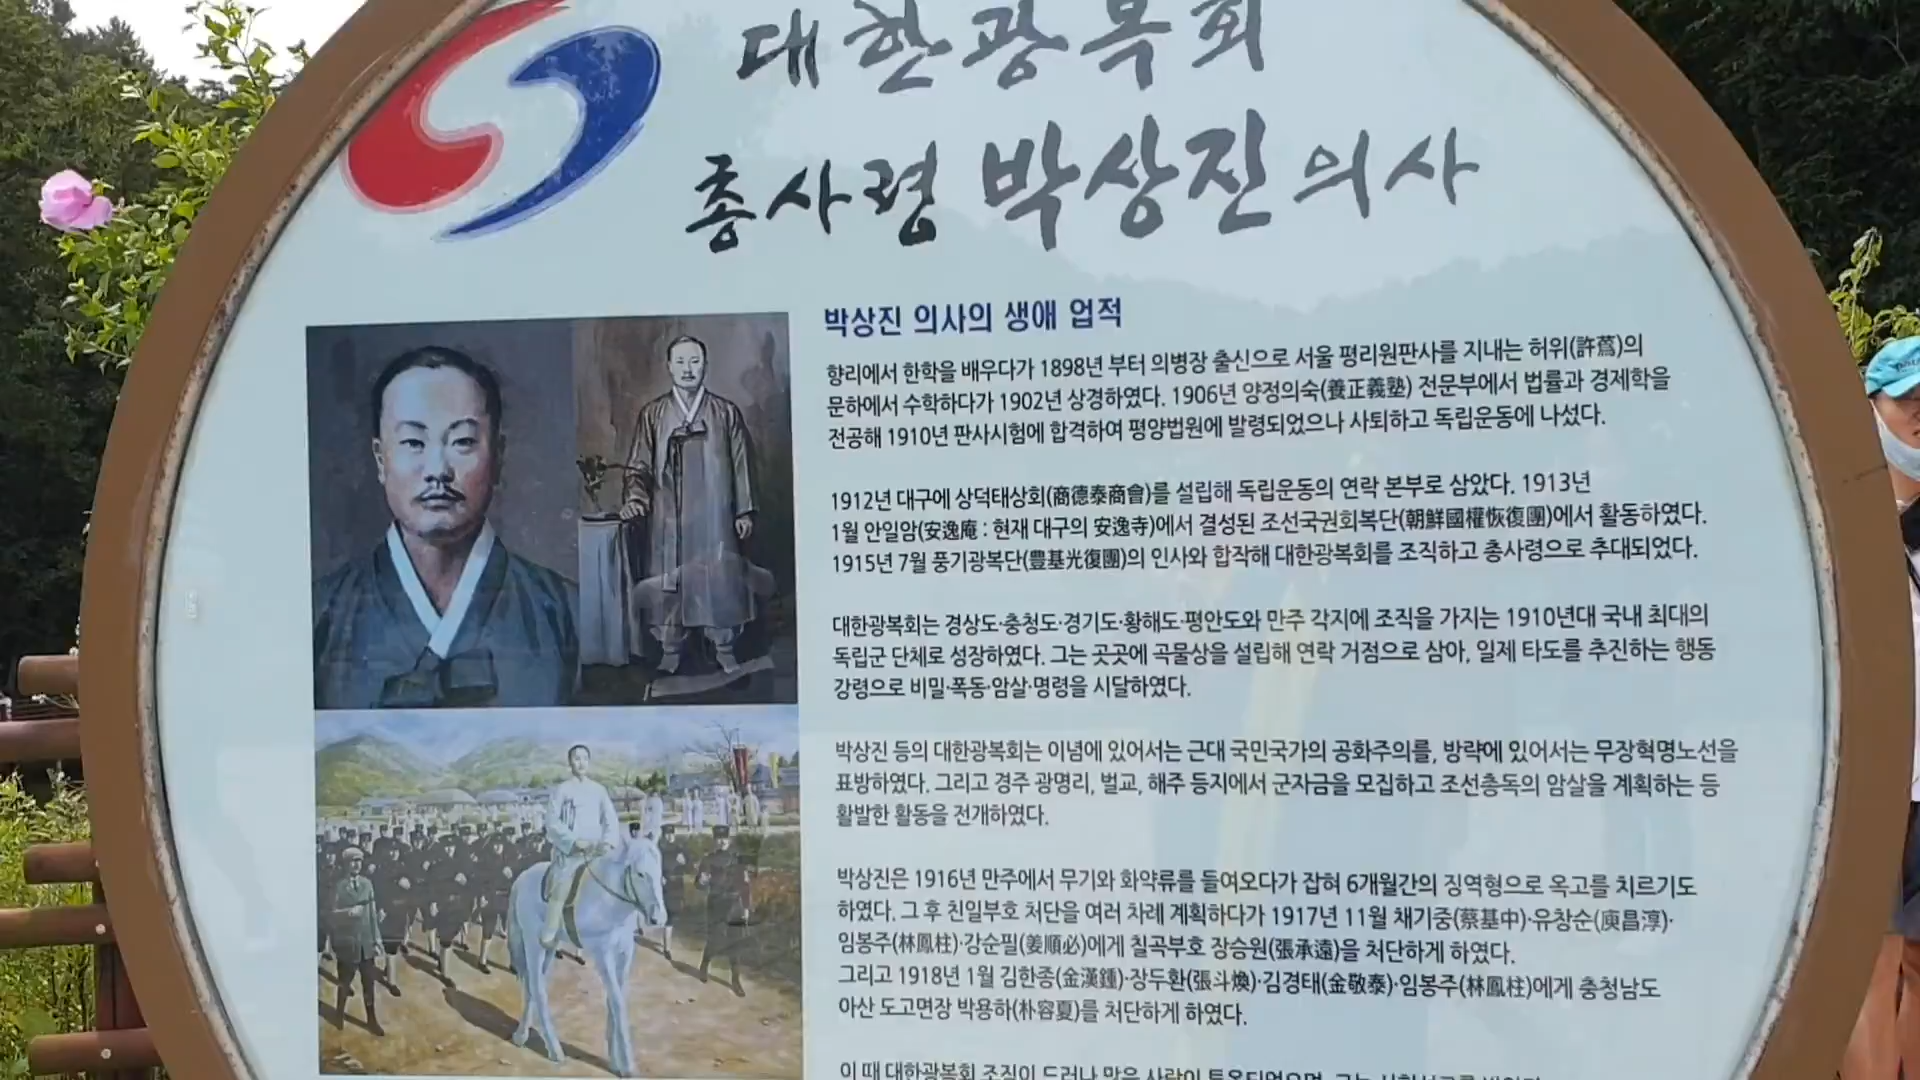 대한광복회
총사령 박상진 의사
박상진 의사의 생애 업적
향리에서 한학을 배우다가 1898년 부터 의병장 출신으로 서울 평리원판사를 지내는 허위(許蔿)의
문하에서 수학하다가 1902년 상경하였다. 1906년 양정의숙(養正義塾) 전문부에서 법률과 경제학을
전공해 1910년 판사시험에 합격하여 평양법원에 발령되었으나 사퇴하고 독립운동에 나섰다.
1912년 대구에 상덕태상회(商德泰商會)를 설립해 독립운동의 연락 본부로 삼았다. 1913년
1월 안일암(安逸庵 : 현재 대구의 安逸寺)에서 결성된 조선국권회복단(朝鮮國權恢復團)에서 활동하였다.
1915년 7월 풍기광복단(豊基光復團)의 인사와 합작해 대한광복회를 조직하고 총사령으로 추대되었다.
대한광복회는 경상도·충청도·경기도·황해도·평안도와 만주 각지에 조직을 가지는 1910년대 국내 최대의
독립군 단체로 성장하였다. 그는 곳곳에 곡물상을 설립해 연락 거점으로 삼아, 일제 타도를 추진하는 행동
강령으로 비밀·폭동·암살·명령을 시달하였다.
박상진 등의 대한광복회는 이념에 있어서는 근대 국민국가의 공화주의를, 방략에 있어서는 무장혁명노선을
표방하였다. 그리고 경주 광명리, 벌교, 해주 등지에서 군자금을 모집하고 조선총독의 암살을 계획하는 등
활발한 활동을 전개하였다.
박상진은 1916년 만주에서 무기와 화약류를 들여오다가 잡혀 6개월간의 징역형으로 옥고를 치르기도
하였다. 그 후 친일부호 처단을 여러 차례 계획하다가 1917년 11월 채기중(蔡基中)·유창순(庾昌淳)·
임봉주(林鳳柱)·강순필(姜順必)에게 칠곡부호 장승원(張承遠)을 처단하게 하였다.
그리고 1918년 1월 김한종(金漢鍾)·장두환(張斗煥)·김경태(金敬泰)·임봉주(林鳳柱)에게 충청남도
아산 도고면장 박용하(朴容夏)를 처단하게 하였다.
이 때 대한광복회 조직이 드러나 많은 사람이